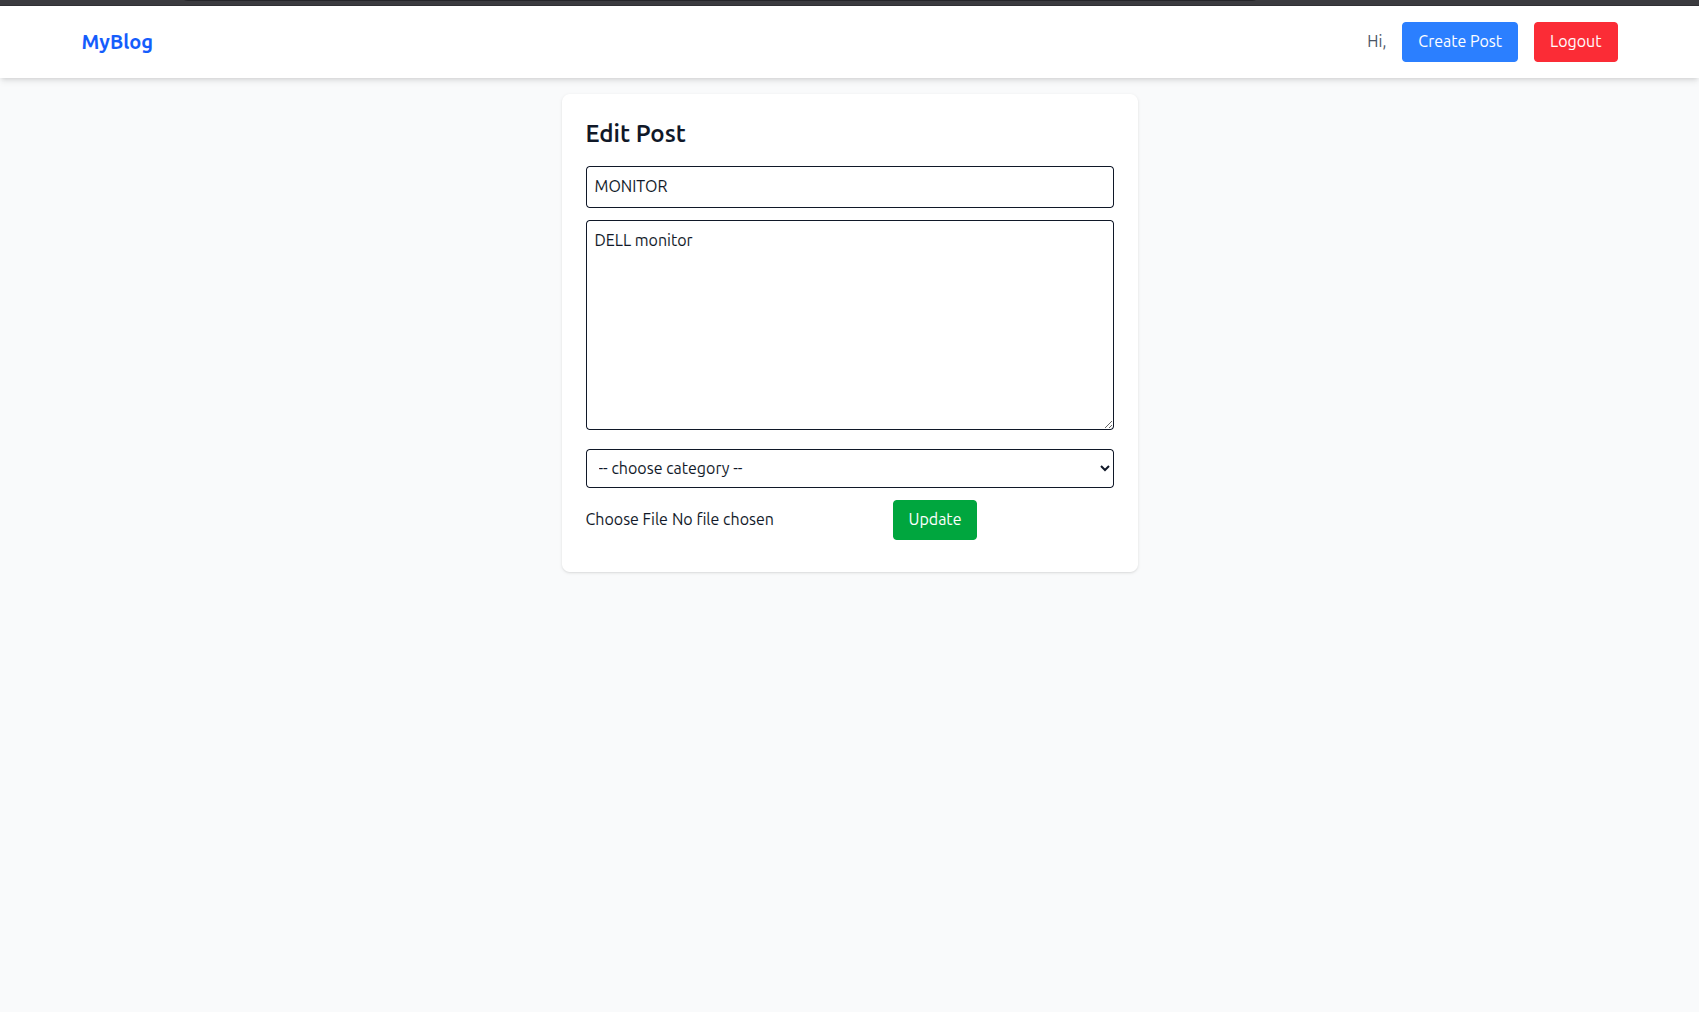 MyBlog
Hi, Create Post Logout
Edit Post
MONITOR
DELL monitor
-- choose category --
Choose File No file chosen Update